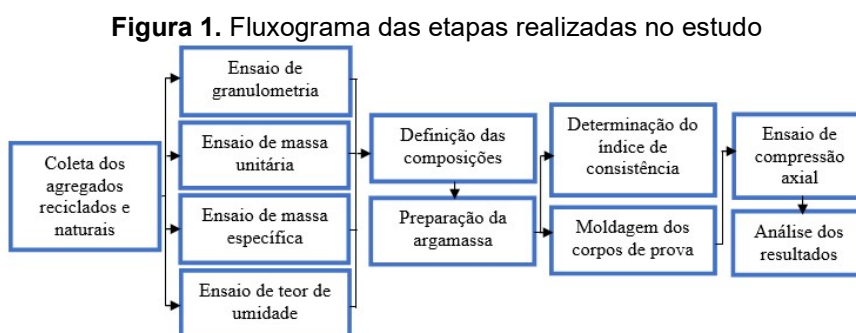 Figura 1. Fluxograma das etapas realizadas no estudo
Coleta dos
agregados
reciclados e
naturais
Ensaio de
granulometria
Ensaio de massa
unitária
Ensaio de massa
específica
Ensaio de teor de
umidade
Definição das
composições
Preparação da
argamassa
Determinação do
índice de
consistência
Moldagem dos
corpos de prova
Ensaio de
compressão
axial
Análise dos
resultados